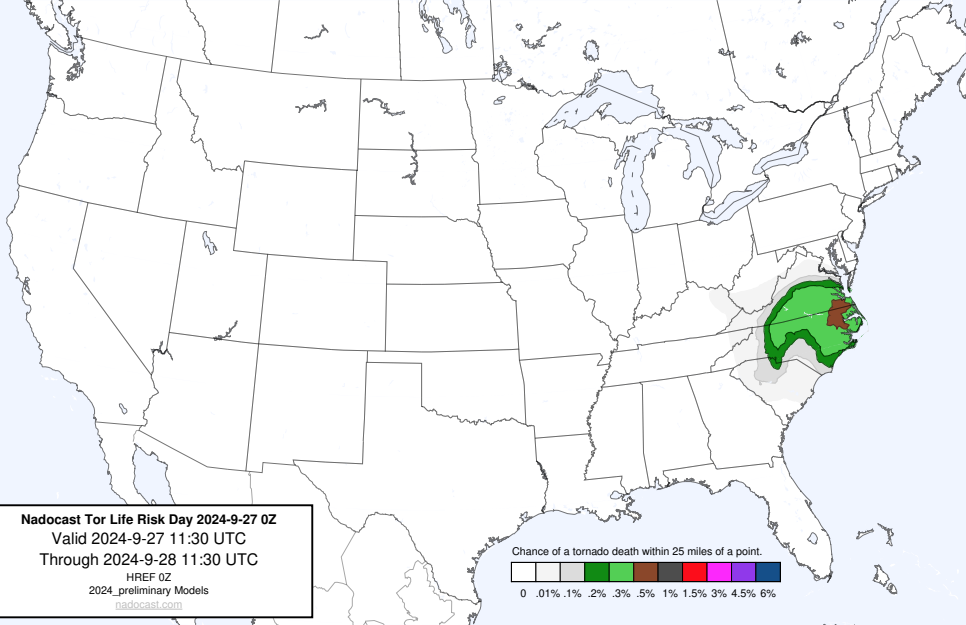 Nadocast Tor Life Risk Day 2024-9-27 0Z
Valid 2024-9-27 11:30 UTC
Through 2024-9-28 11:30 UTC
HREF 0Z
2024_preliminary Models
nadocast.com
Chance of a tornado death within 25 miles of a point.
0 .01% .1% .2% .3% .5% 1% 1.5% 3% 4.5% 6%